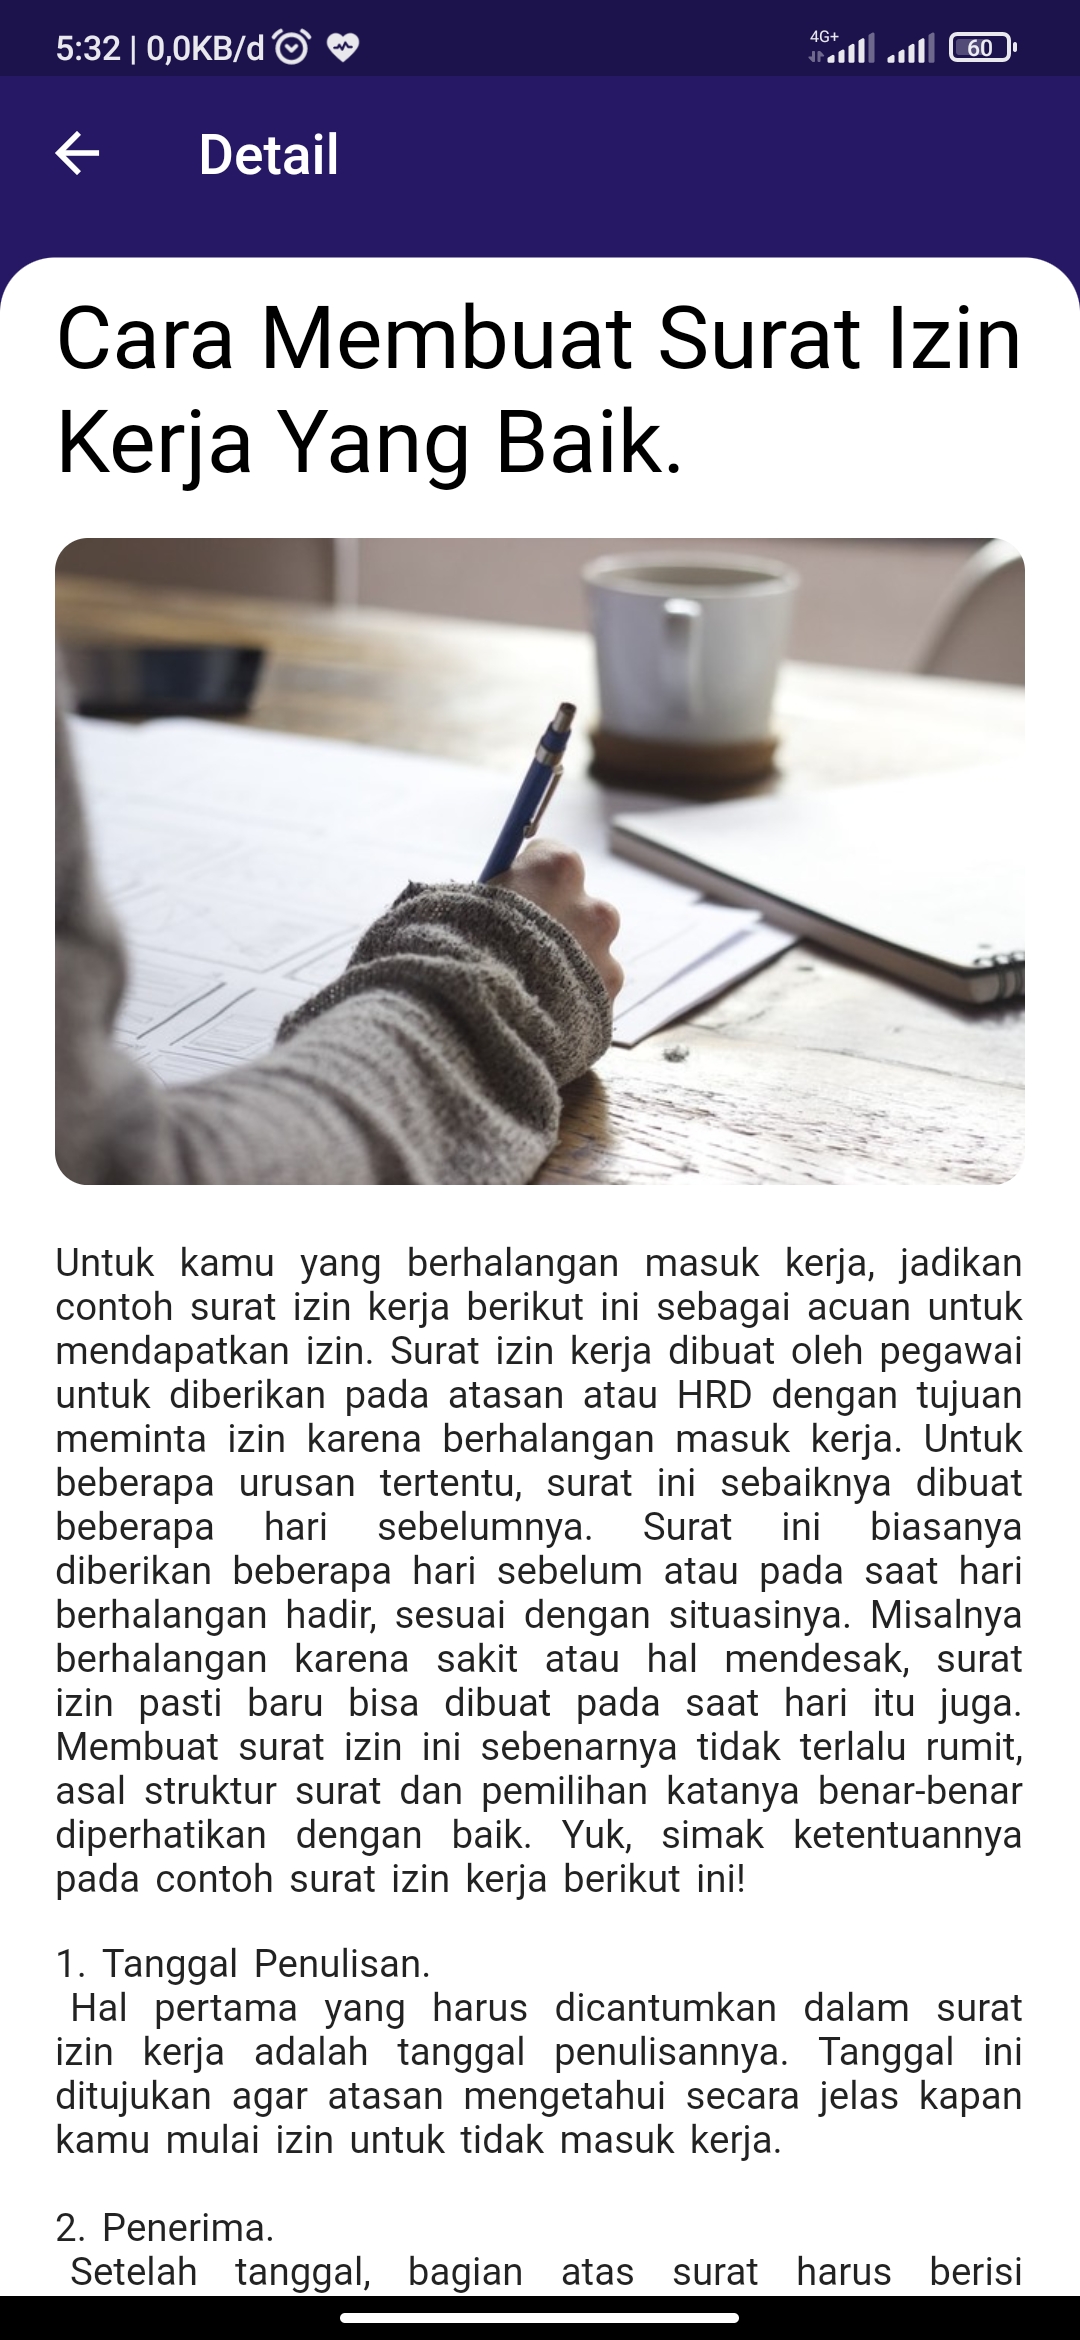 5:32 | 0,0KB/d
4G+
60
Detail
Cara Membuat Surat Izin
Kerja Yang Baik.
Untuk kamu yang berhalangan masuk kerja, jadikan
contoh surat izin kerja berikut ini sebagai acuan untuk
mendapatkan izin. Surat izin kerja dibuat oleh pegawai
untuk diberikan pada atasan atau HRD dengan tujuan
meminta izin karena berhalangan masuk kerja. Untuk
beberapa urusan tertentu, surat ini sebaiknya dibuat
beberapa hari sebelumnya. Surat ini biasanya
diberikan beberapa hari sebelum atau pada saat hari
berhalangan hadir, sesuai dengan situasinya. Misalnya
berhalangan karena sakit atau hal mendesak, surat
izin pasti baru bisa dibuat pada saat hari itu juga.
Membuat surat izin ini sebenarnya tidak terlalu rumit,
asal struktur surat dan pemilihan katanya benar-benar
diperhatikan dengan baik. Yuk, simak ketentuannya
pada contoh surat izin kerja berikut ini!
1. Tanggal Penulisan.
Hal pertama yang harus dicantumkan dalam surat
izin kerja adalah tanggal penulisannya. Tanggal ini
ditujukan agar atasan mengetahui secara jelas kapan
kamu mulai izin untuk tidak masuk kerja.
2. Penerima.
Setelah tanggal, bagian atas surat harus berisi